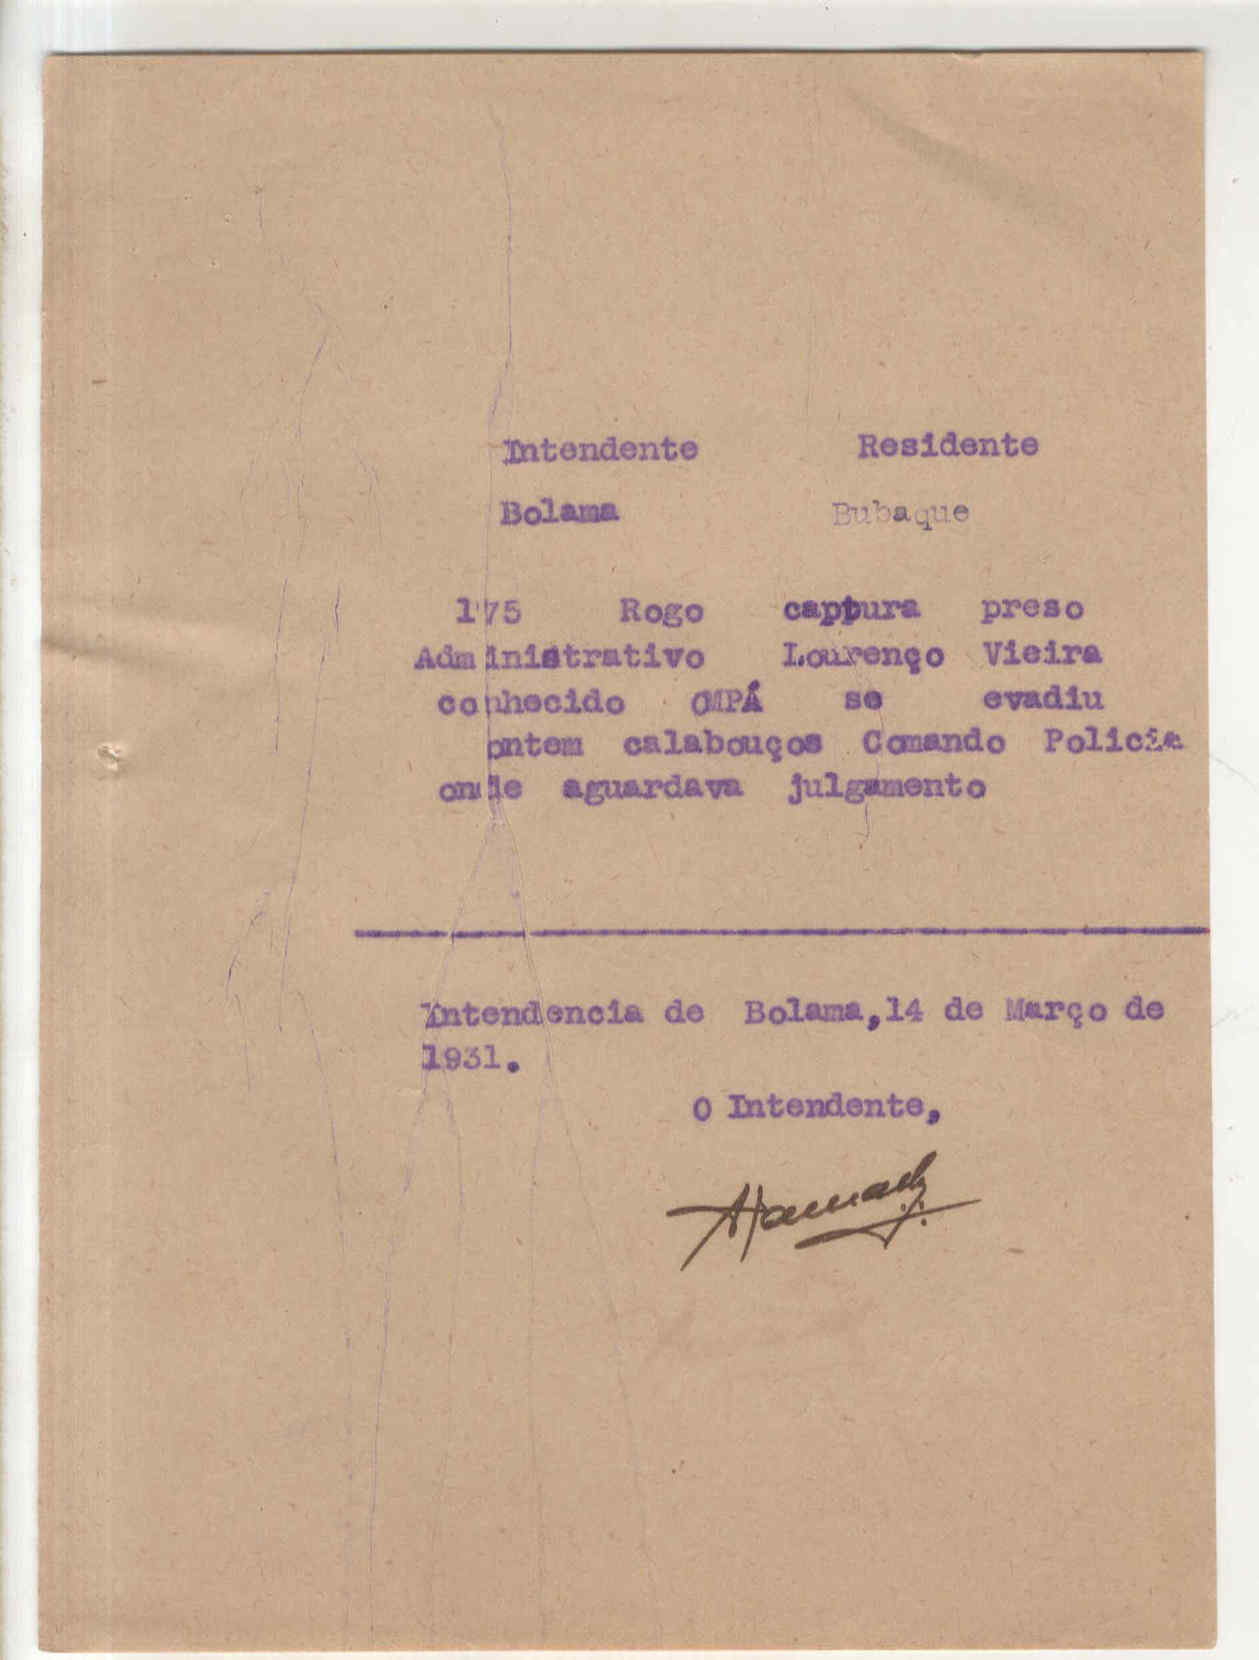 Intendente Residente
Bolama Bubaque
175 Rogo captura preso
Administrativo Lourenço Vieira
conhecido OMPÁ se evadiu
ontem calabouços Comando Policia
onde aguardava julgamento
Intendencia de Bolama,14 de Março de
1931.
O Intendente,